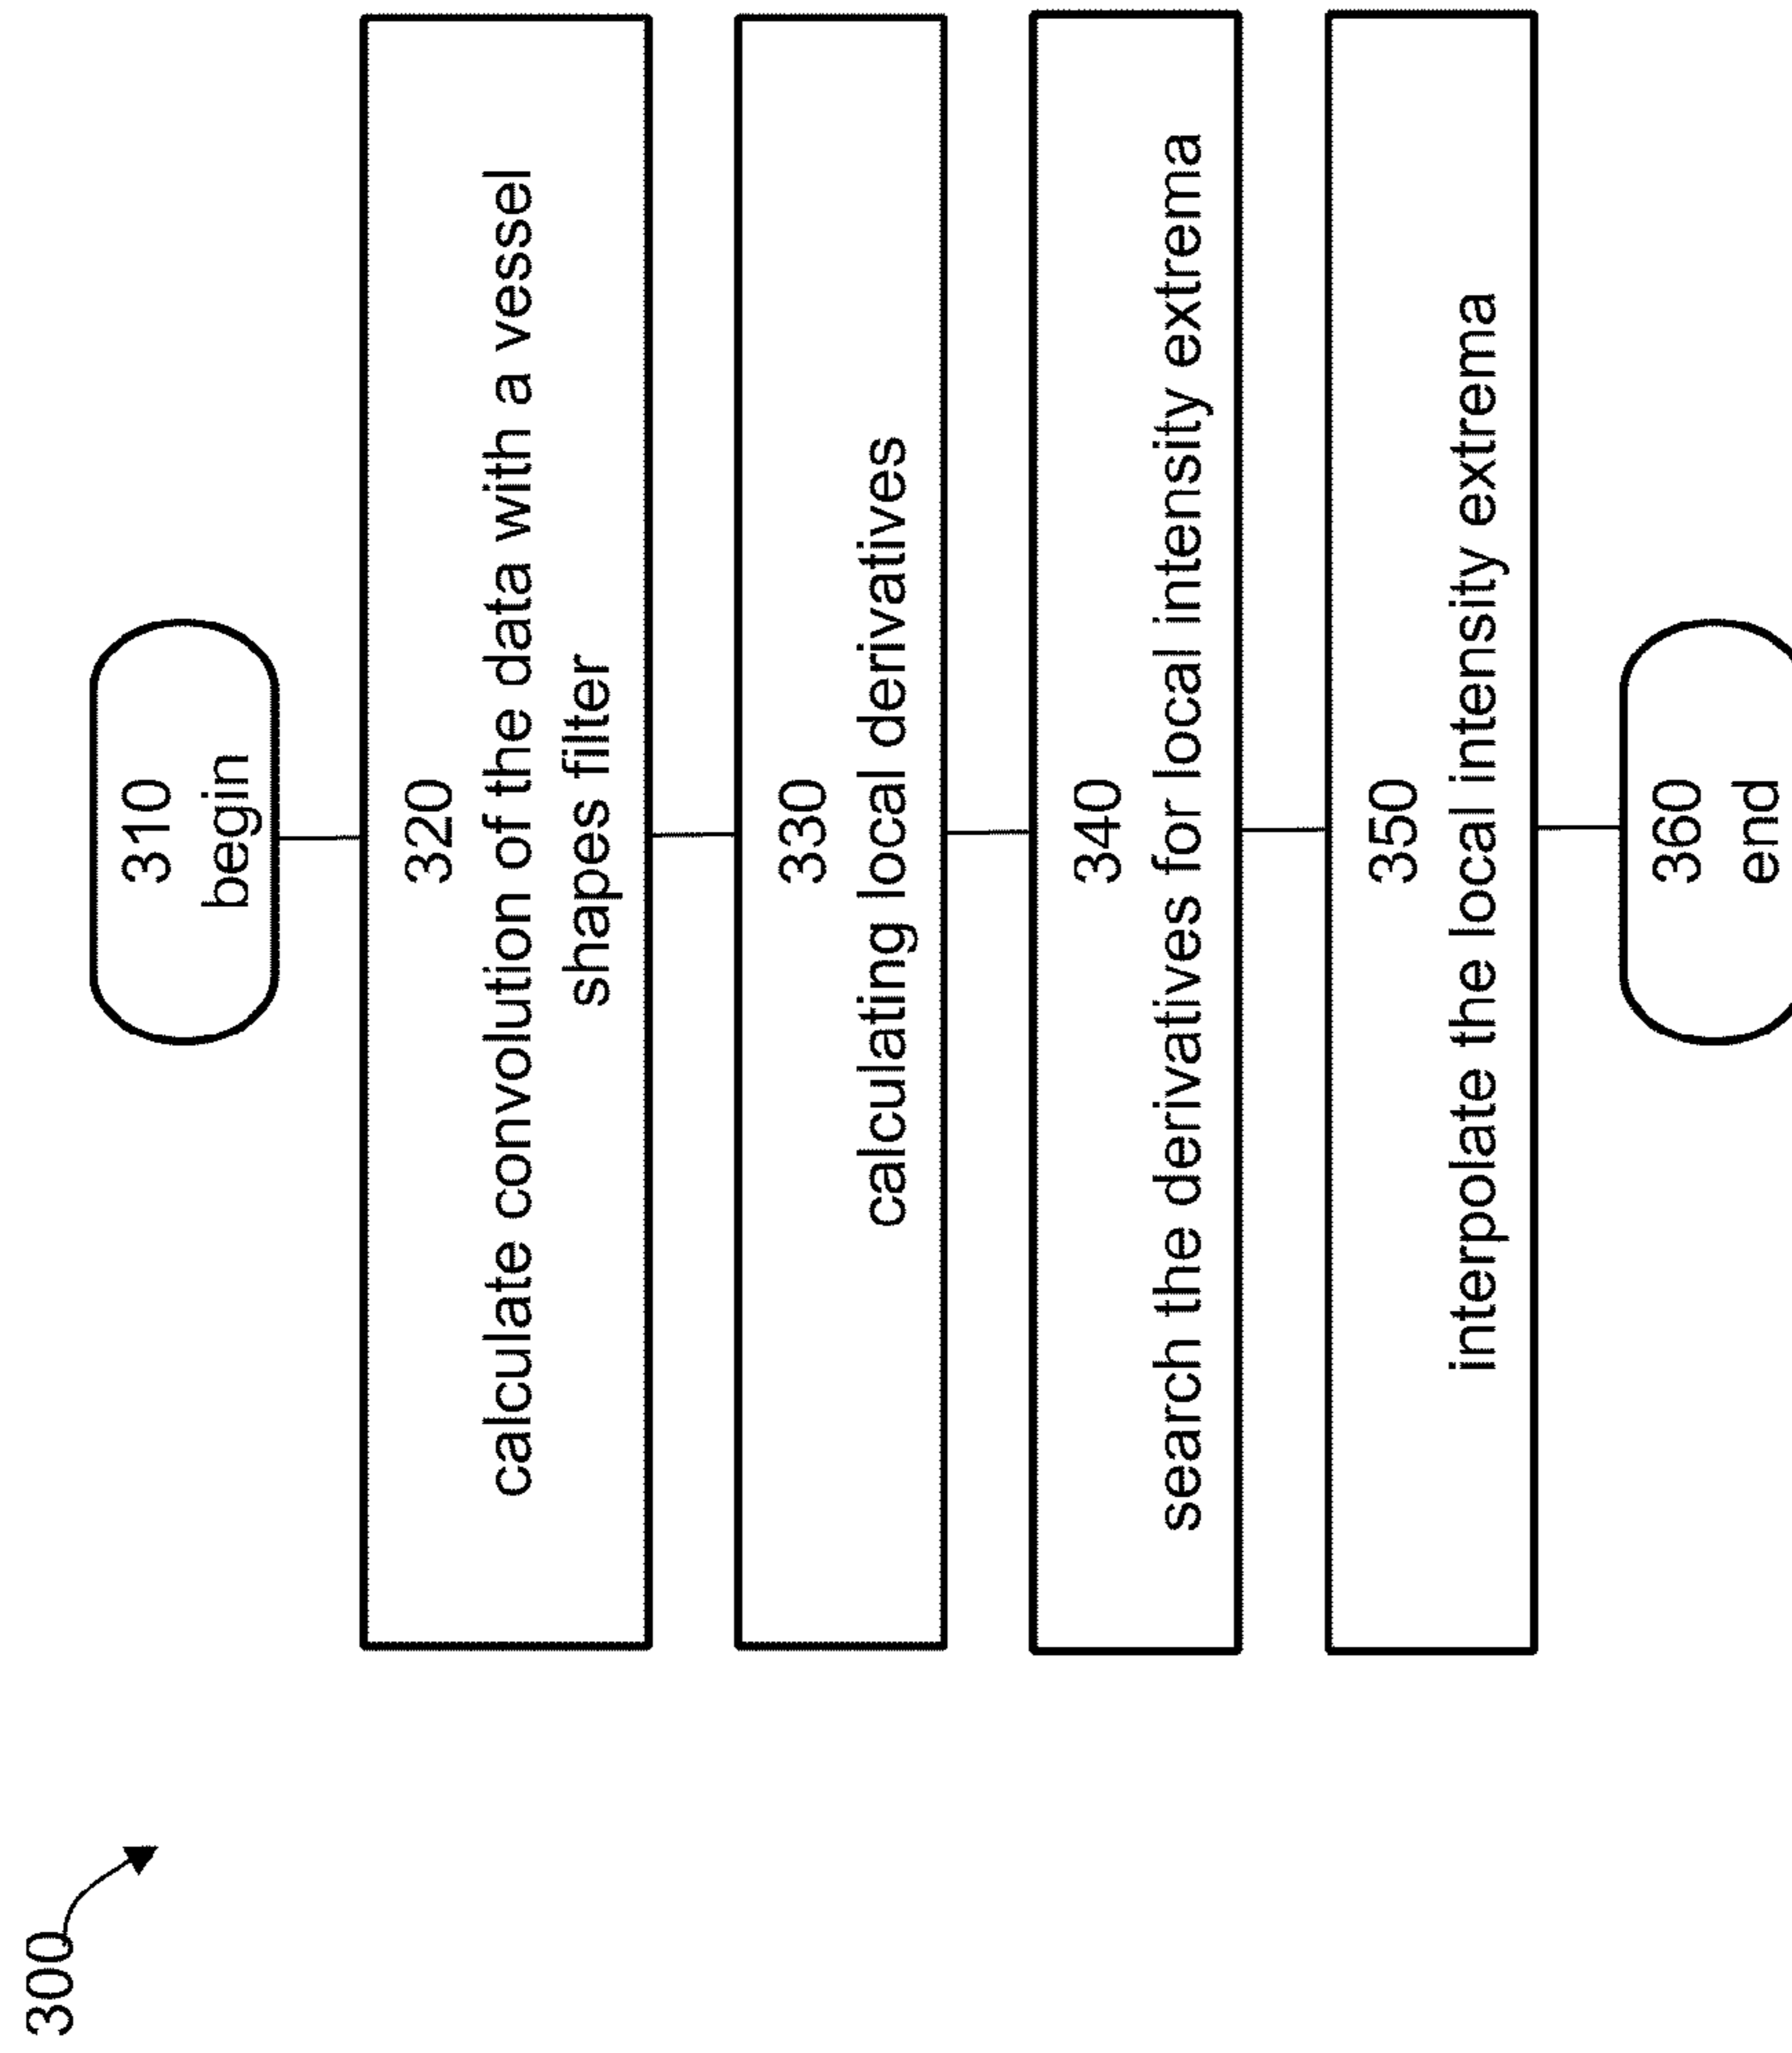 300
310
begin
320
calculate convolution of the data with a vessel
shapes filter
330
calculating local derivatives
340
search the derivatives for local intensity extrema
350
interpolate the local intensity extrema
360
end